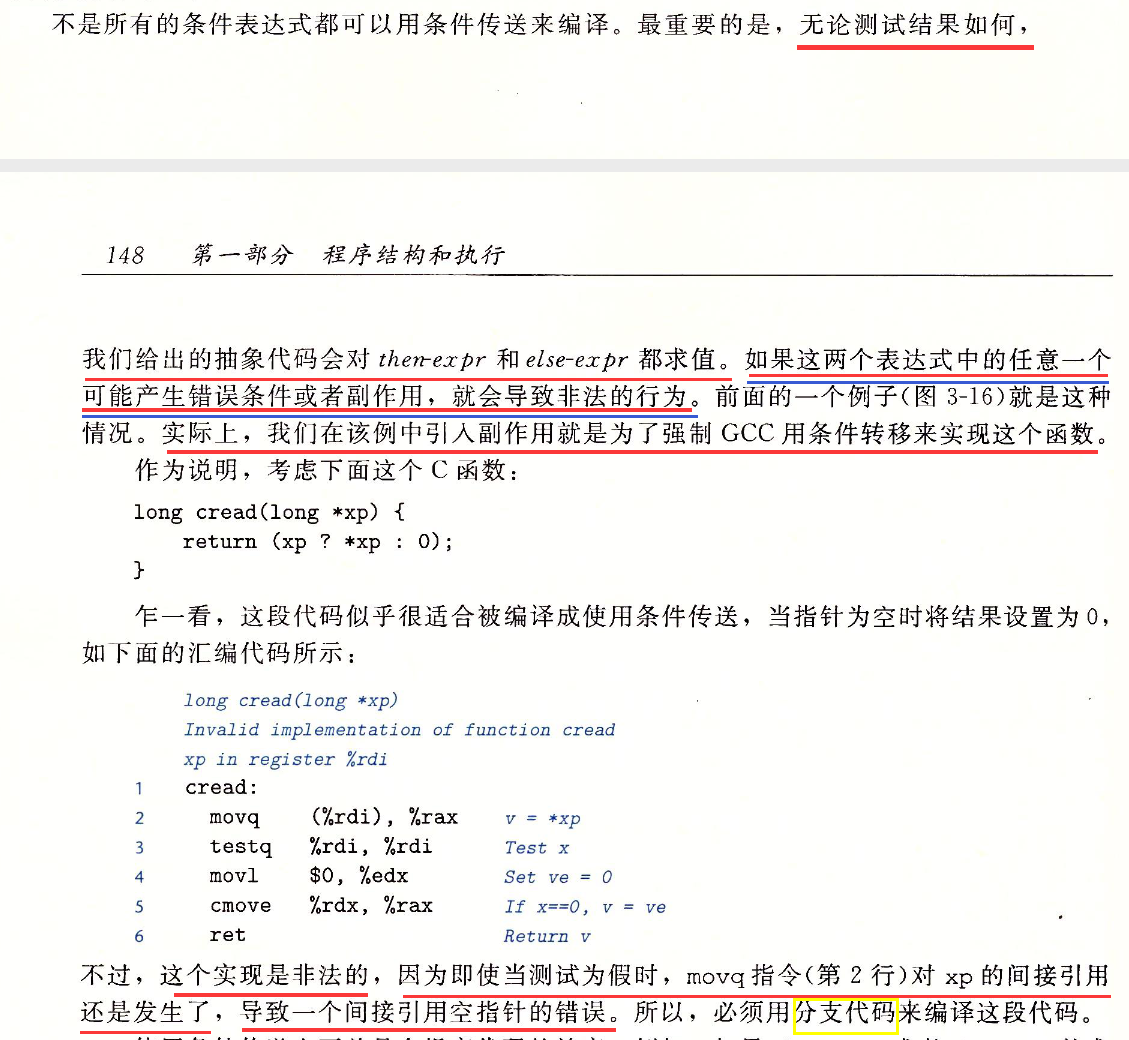 不是所有的条件表达式都可以用条件传送来编译。最重要的是，无论测试结果如何，
148 第一部分 程序结构和执行
我们给出的抽象代码会对 then-expr 和 else-expr 都求值。如果这两个表达式中的任意一个
可能产生错误条件或者副作用，就会导致非法的行为。前面的一个例子(图 3-16)就是这种
情况。实际上，我们在该例中引入副作用就是为了强制 GCC 用条件转移来实现这个函数。
作为说明，考虑下面这个 C 函数：
long cread(long *xp) {
return (xp ? *xp : 0);
}
乍一看，这段代码似乎很适合被编译成使用条件传送，当指针为空时将结果设置为 0，
如下面的汇编代码所示：
long cread(long *xp)
Invalid implementation of function cread
xp in register %rdi
1 cread:
2 movq (%rdi), %rax v = *xp
3 testq %rdi, %rdi Test x
4 movl $0, %edx Set ve = 0
5 cmove %rdx, %rax If x==0, v = ve
6 ret Return v
不过，这个实现是非法的，因为即使当测试为假时，movq 指令(第 2 行)对 xp 的间接引用
还是发生了，导致一个间接引用空指针的错误。所以，必须用分支代码来编译这段代码。